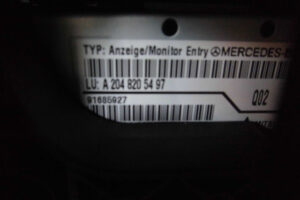 TYP: Anzeige/Monitor Entry MERCEDES-B
LU: A 204 820 54 97
Q02
91685927